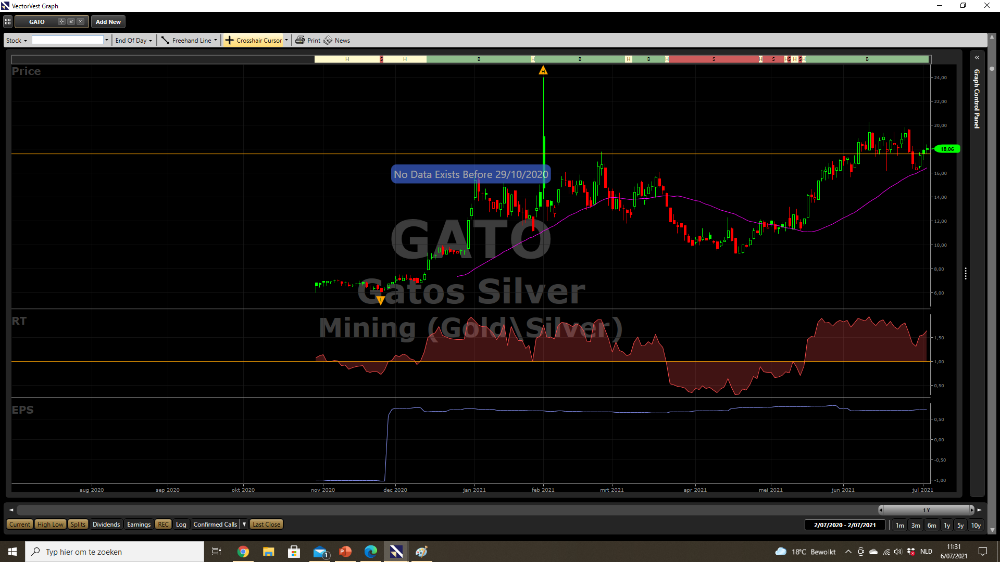 VectorVest Graph
GATO
Add New
Stock
End Of Day
Freehand Line
Crosshair Cursor
Print
News
H S H B H B H B H S H S H S H S H B
Price
H
24,00
22,00
20,00
18,06
16,00
14,00
12,00
10,00
8,00
6,00
No Data Exists Before 29/10/2020
GATO
Gatos Silver
Mining (Gold\Silver)
L
RT
1,50
1,00
0,50
EPS
0,50
0,00
-0,50
-1,00
aug 2020 sep 2020 okt 2020 nov 2020 dec 2020 jan 2021 feb 2021 mrt 2021 apr 2021 mei 2021 jun 2021 jul 2021
Graph Control Panel
1 Y
Current High Low Splits Dividends Earnings REC Log Confirmed Calls Last Close
2/07/2020 - 2/07/2021
1m 3m 6m 1y 5y 10y
Typ hier om te zoeken
1
P
18°C Bewolkt
NLD
11:31
6/07/2021